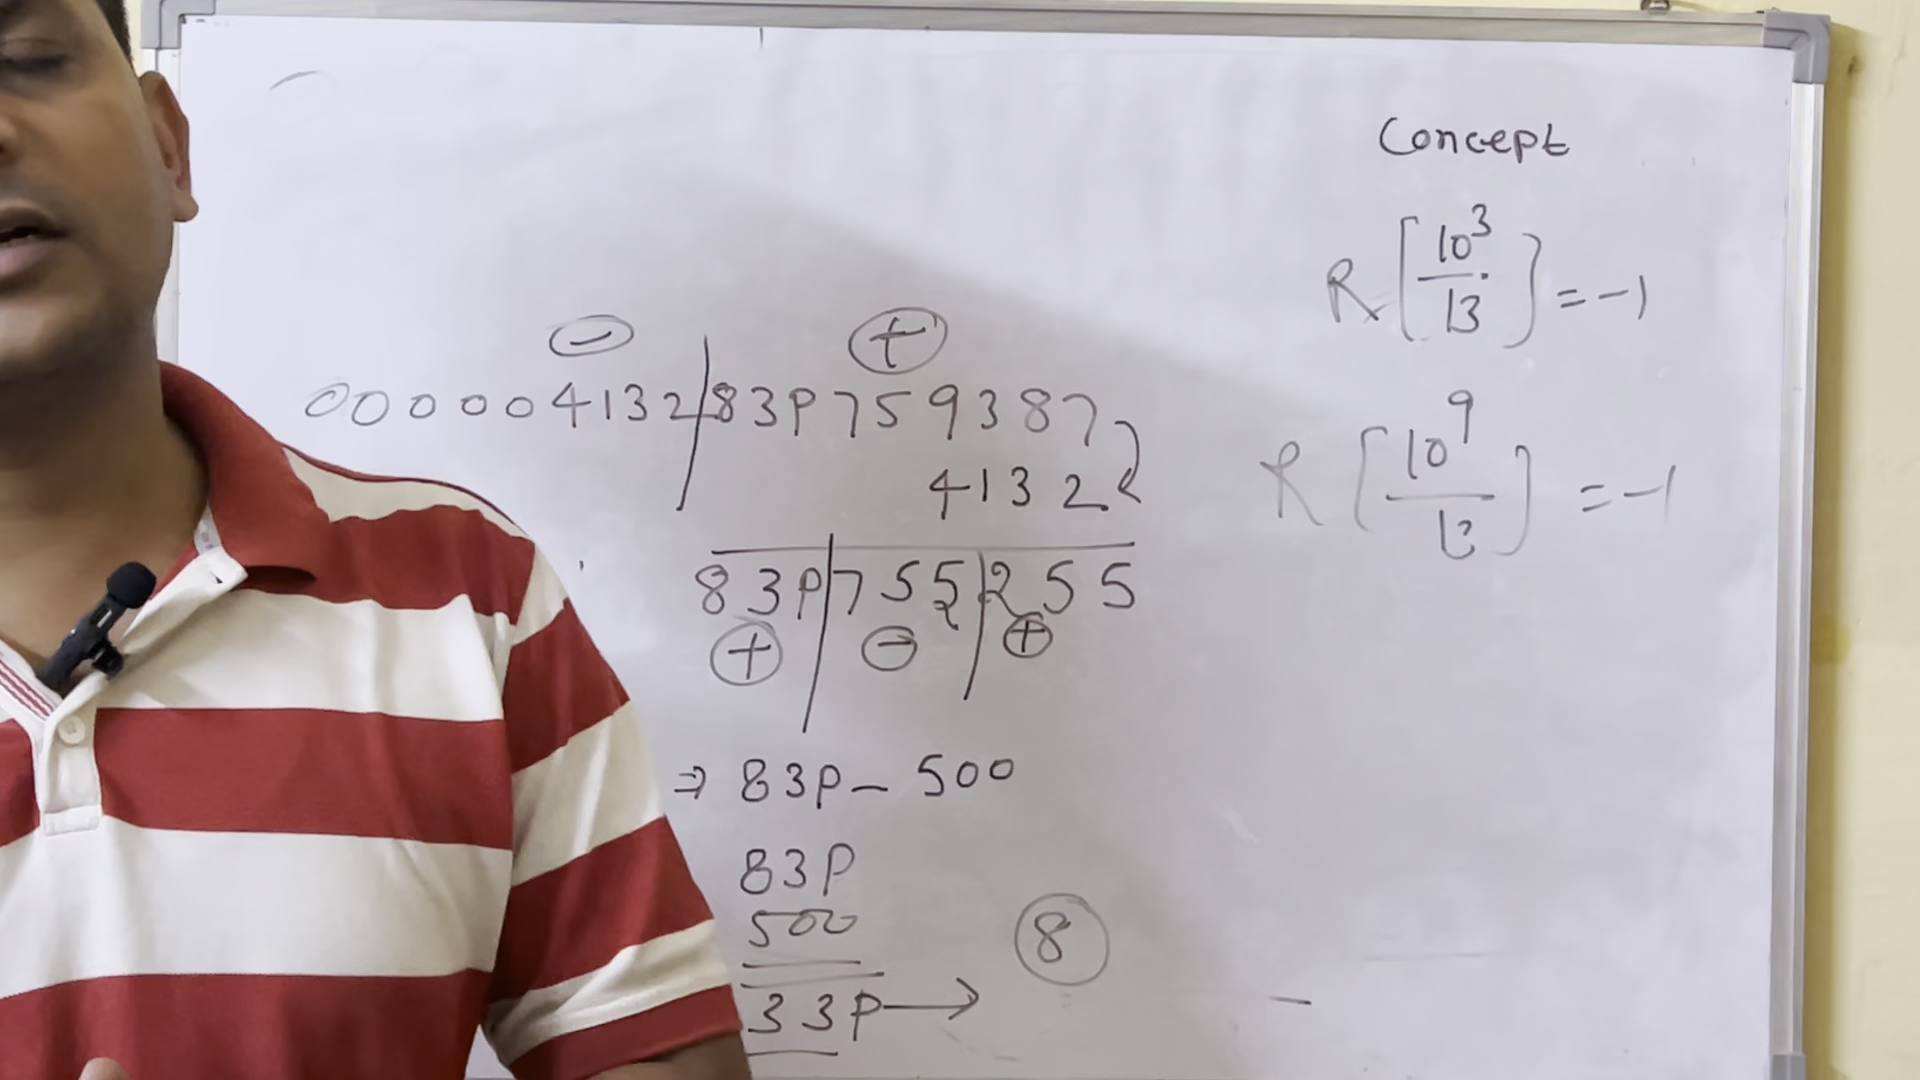 Concept
R[10³/13] = -1
⊖ ⊕
000004132/83P759387
4132
R[10⁹/13] = -1
83P/755/255
⊕ ⊖ ⊕
⇒ 83P - 500
83P
500
8
33P →